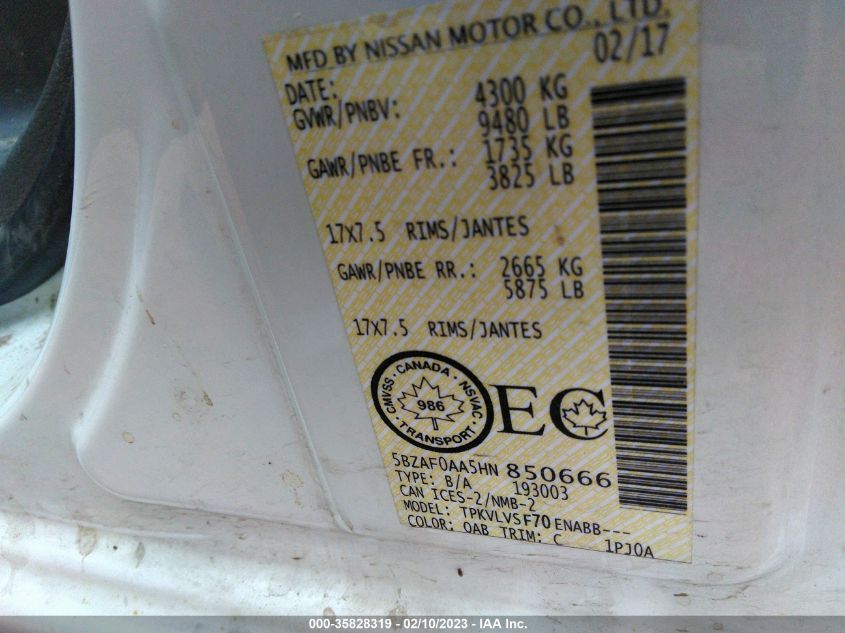 MFD BY NISSAN MOTOR CO., LTD.
DATE: 02/17
GVWR/PNBV: 4300 KG
9480 LB
GAWR/PNBE FR.: 1735 KG
3825 LB
17X7.5 RIMS/JANTES
GAWR/PNBE RR.: 2665 KG
5875 LB
17X7.5 RIMS/JANTES
CMVSS · CANADA · NSVAC · TRANSPORT ·
986
EC
5BZAF0AA5HN 850666
TYPE: B/A 193003
CAN ICES-2/NMB-2
MODEL: TPKVLVSF70ENABB---
COLOR: QAB TRIM: C 1PJ0A
000-35828319 - 02/10/2023 - IAA Inc.